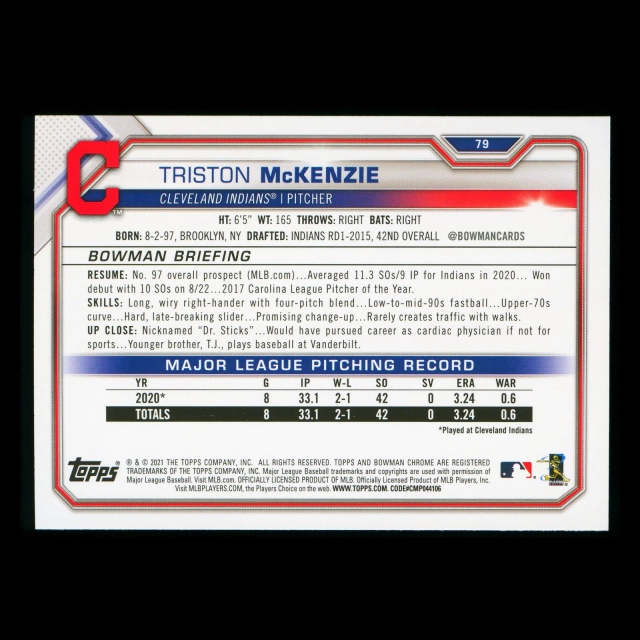 79
TRISTON McKENZIE
CLEVELAND INDIANS® | PITCHER
HT: 6'5" WT: 165 THROWS: RIGHT BATS: RIGHT
BORN: 8-2-97, BROOKLYN, NY DRAFTED: INDIANS RD1-2015, 42ND OVERALL @BOWMANCARDS
BOWMAN BRIEFING
RESUME: No. 97 overall prospect (MLB.com)...Averaged 11.3 SOs/9 IP for Indians in 2020... Won
debut with 10 SOs on 8/22...2017 Carolina League Pitcher of the Year.
SKILLS: Long, wiry right-hander with four-pitch blend...Low-to-mid-90s fastball...Upper-70s
curve...Hard, late-breaking slider...Promising change-up...Rarely creates traffic with walks.
UP CLOSE: Nicknamed "Dr. Sticks"...Would have pursued career as cardiac physician if not for
sports...Younger brother, T.J., plays baseball at Vanderbilt.
MAJOR LEAGUE PITCHING RECORD
YR G IP W-L SO SV ERA WAR
2020* 8 33.1 2-1 42 0 3.24 0.6
TOTALS 8 33.1 2-1 42 0 3.24 0.6
*Played at Cleveland Indians
Topps
® & © 2021 THE TOPPS COMPANY, INC. ALL RIGHTS RESERVED. TOPPS AND BOWMAN CHROME ARE REGISTERED
TRADEMARKS OF THE TOPPS COMPANY, INC. Major League Baseball trademarks and copyrights are used with permission of
Major League Baseball. Visit MLB.com. OFFICIALLY LICENSED PRODUCT OF MLB. Officially Licensed Product of MLB Players, Inc.
Visit MLBPLAYERS.COM, the Players Choice on the web. WWW.TOPPS.COM. CODE#CMP044106